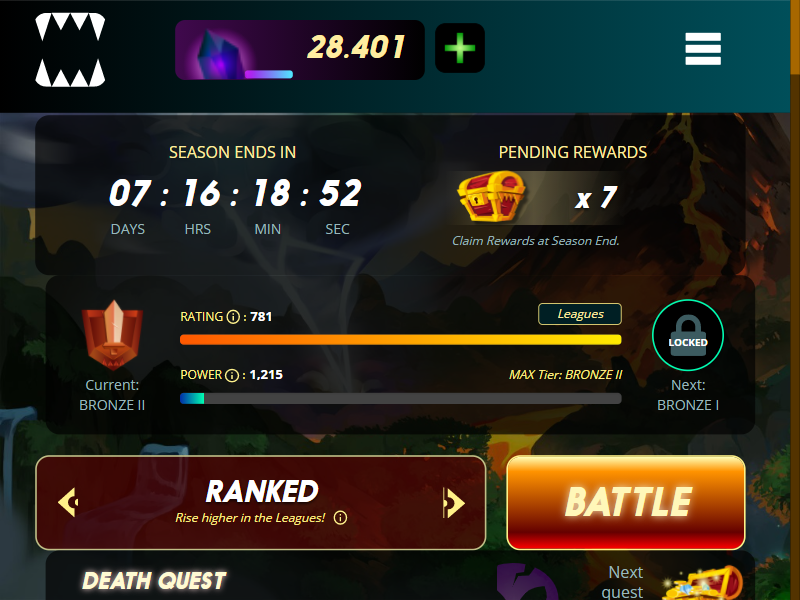 28.401
SEASON ENDS IN
07 : 16 : 18 : 52
DAYS HRS MIN SEC
PENDING REWARDS
x 7
Claim Rewards at Season End.
Current:
BRONZE II
RATING : 781
Leagues
POWER : 1,215
MAX Tier: BRONZE II
LOCKED
Next:
BRONZE I
RANKED
Rise higher in the Leagues!
BATTLE
DEATH QUEST
Next
quest